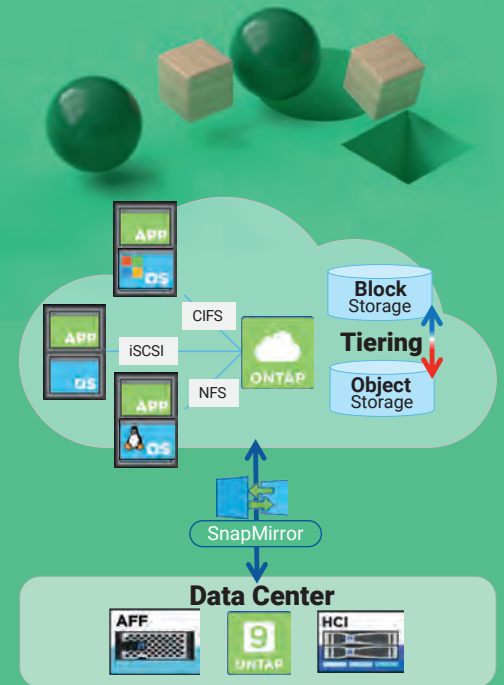 APP
OS
CIFS
Block
Storage
APP
OS
iSCSI
ONTAP
Tiering
APP
OS
NFS
Object
Storage
SnapMirror
Data Center
AFF
9
ONTAP
HCI